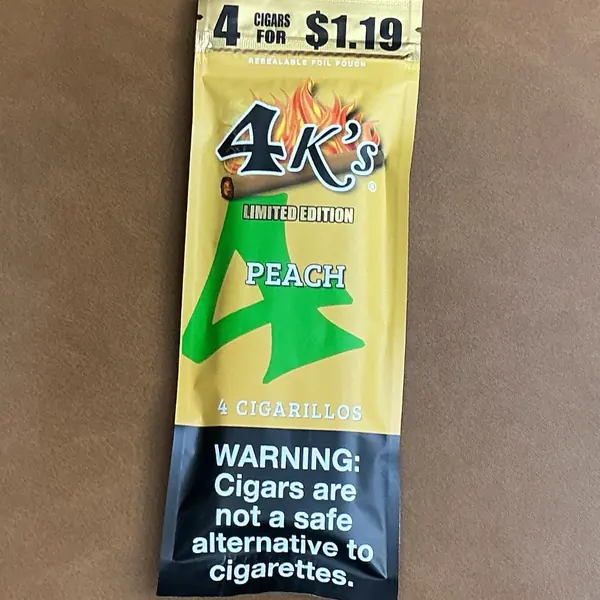 4 CIGARS FOR $1.19
RESEALABLE FOIL POUCH
4K's®
LIMITED EDITION
4
PEACH
4 CIGARILLOS
WARNING:
Cigars are
not a safe
alternative to
cigarettes.